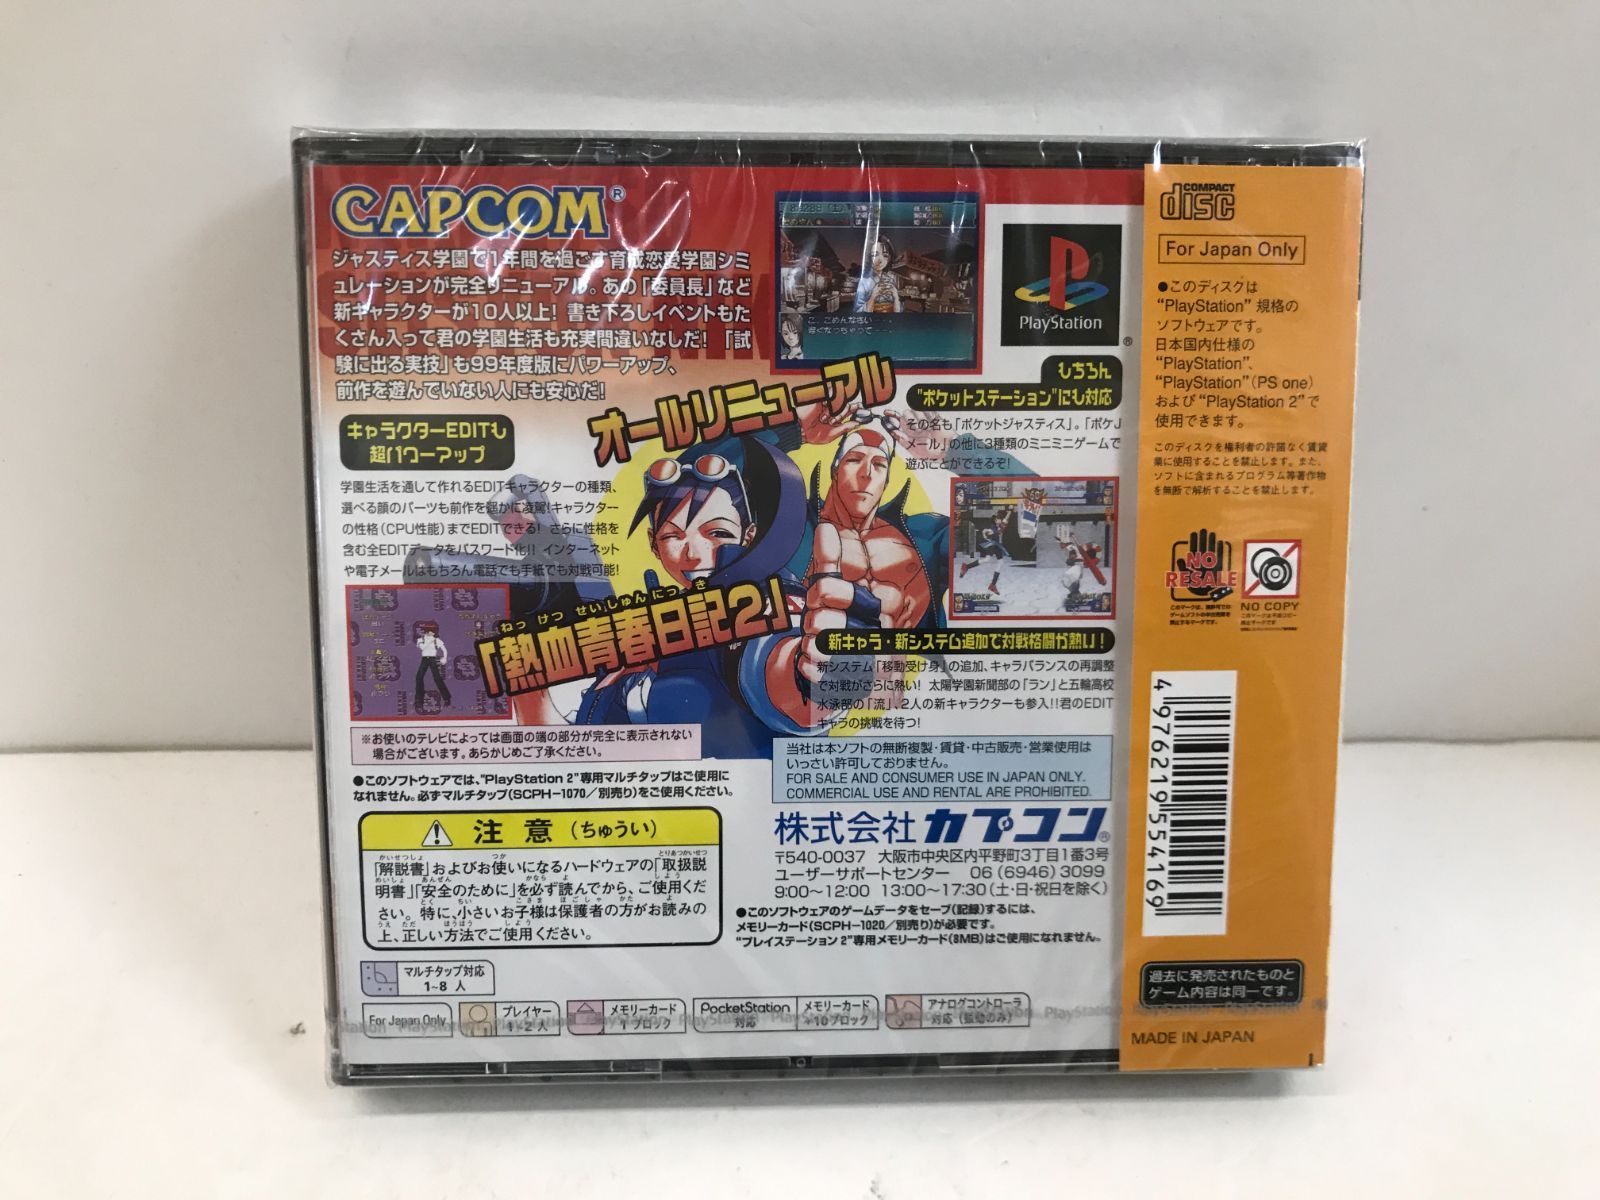 CAPCOM®
ジャスティス学園で1年間を過ごす育成恋愛学園シミ
ュレーションが完全リニューアル。あの「委員長」など
新キャラクターが10人以上! 書き下ろしイベントもた
くさん入って君の学園生活も充実間違いなしだ! 「試
験に出る実技」も99年度版にパワーアップ、
前作を遊んでいない人にも安心だ!
PlayStation
®
オールリニューアル
「熱血青春日記2」
ねっ けつ せいしゅんにっ き
キャラクターEDITも
超パワーアップ
学園生活を通して作れるEDITキャラクターの種類、
選べる顔のパーツも前作を遥かに凌駕!キャラクター
の性格(CPU性能)までEDITできる! さらに性格を
含む全EDITデータをパスワード化!! インターネット
や電子メールはもちろん電話でも手紙でも対戦可能!
もちろん
"ポケットステーション"にも対応
その名も「ポケットジャスティス」。「ポケJ
メール」の他に3種類のミニミニゲームで
遊ぶことができるぞ!
新キャラ・新システム追加で対戦格闘が熱い!
新システム「移動受け身」の追加、キャラバランスの再調整
で対戦がさらに熱い! 太陽学園新聞部の「ラン」と五輪高校
水泳部の「流」、2人の新キャラクターも参入!!君のEDIT
キャラの挑戦を待つ!
※お使いのテレビによっては画面の端の部分が完全に表示されない
場合がございます。あらかじめご了承ください。
●このソフトウェアでは、"PlayStation 2"専用マルチタップはご使用に
なれません。必ずマルチタップ(SCPH-1070/別売り)をご使用ください。
注意(ちゅうい)
「解説書」およびお使いになるハードウェアの「取扱説
明書」「安全のために」を必ず読んでから、ご使用くだ
さい。特に、小さいお子様は保護者の方がお読みの
上、正しい方法でご使用ください。
当社は本ソフトの無断複製・賃貸・中古販売・営業使用は
いっさい許可しておりません。
FOR SALE AND CONSUMER USE IN JAPAN ONLY.
COMMERCIAL USE AND RENTAL ARE PROHIBITED.
株式会社カプコン®
〒540-0037 大阪市中央区内平野町3丁目1番3号
ユーザーサポートセンター 06(6946)3099
9:00〜12:00 13:00〜17:30(土・日・祝日を除く)
●このソフトウェアのゲームデータをセーブ(記録)するには、
メモリーカード(SCPH-1020/別売り)が必要です。
"プレイステーション 2"専用メモリーカード(8MB)はご使用になれません。
マルチタップ対応
1~8 人
For Japan Only
プレイヤー
1~2 人
メモリーカード
1 ブロック
PocketStation
対応
メモリーカード
+10ブロック
アナログコントローラ
対応(振動のみ)
COMPACT
disc
For Japan Only
●このディスクは
"PlayStation" 規格の
ソフトウェアです。
日本国内仕様の
"PlayStation"、
"PlayStation"(PS one)
および"PlayStation 2"で
使用できます。
このディスクを権利者の許諾なく賃貸
業に使用することを禁止します。また、
ソフトに含まれるプログラム等著作物
を無断で解析することを禁止します。
NO
RESALE
NO COPY
4 976219 554169
過去に発売されたものと
ゲーム内容は同一です。
MADE IN JAPAN